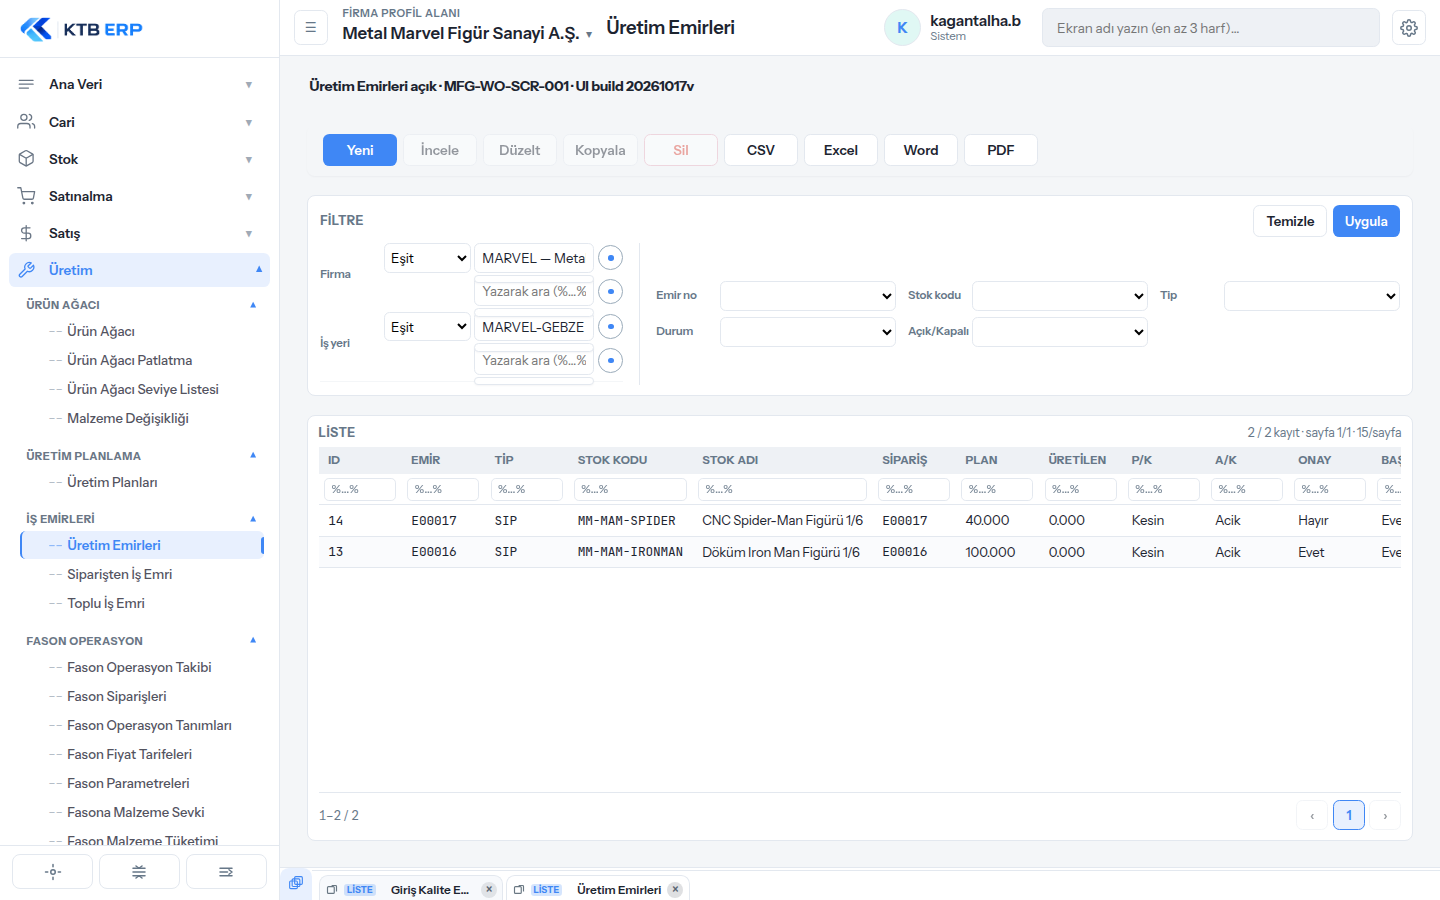 KTB ERP
☰
FİRMA PROFİL ALANI
Metal Marvel Figür Sanayi A.Ş. ▾
Üretim Emirleri
K
kagantalha.b
Sistem
Ekran adı yazın (en az 3 harf)...
Ana Veri ▾
Cari ▾
Stok ▾
Satınalma ▾
Satış ▾
Üretim ▴
ÜRÜN AĞACI ▴
-- Ürün Ağacı
-- Ürün Ağacı Patlatma
-- Ürün Ağacı Seviye Listesi
-- Malzeme Değişikliği
ÜRETİM PLANLAMA ▴
-- Üretim Planları
İŞ EMİRLERİ ▴
-- Üretim Emirleri
-- Siparişten İş Emri
-- Toplu İş Emri
FASON OPERASYON ▴
-- Fason Operasyon Takibi
-- Fason Siparişleri
-- Fason Operasyon Tanımları
-- Fason Fiyat Tarifeleri
-- Fason Parametreleri
-- Fasona Malzeme Sevki
-- Fason Malzeme Tüketimi
Üretim Emirleri açık · MFG-WO-SCR-001 · UI build 20261017v
Yeni İncele Düzelt Kopyala Sil CSV Excel Word PDF
FİLTRE
Temizle Uygula
Firma Eşit MARVEL — Meta
Yazarak ara (%...%
İş yeri Eşit MARVEL-GEBZE
Yazarak ara (%...%
Emir no Stok kodu Tip
Durum Açık/Kapalı
LİSTE
2 / 2 kayıt · sayfa 1/1 · 15/sayfa
ID EMİR TİP STOK KODU STOK ADI SİPARİŞ PLAN ÜRETİLEN P/K A/K ONAY BAŞ
%...% %...% %...% %...% %...% %...% %...% %...% %...% %...% %...% %...
14 E00017 SIP MM-MAM-SPIDER CNC Spider-Man Figürü 1/6 E00017 40.000 0.000 Kesin Acik Hayır Eve
13 E00016 SIP MM-MAM-IRONMAN Döküm Iron Man Figürü 1/6 E00016 100.000 0.000 Kesin Acik Evet Eve
1–2 / 2
‹ 1 ›
LİSTE Giriş Kalite E... ×
LİSTE Üretim Emirleri ×